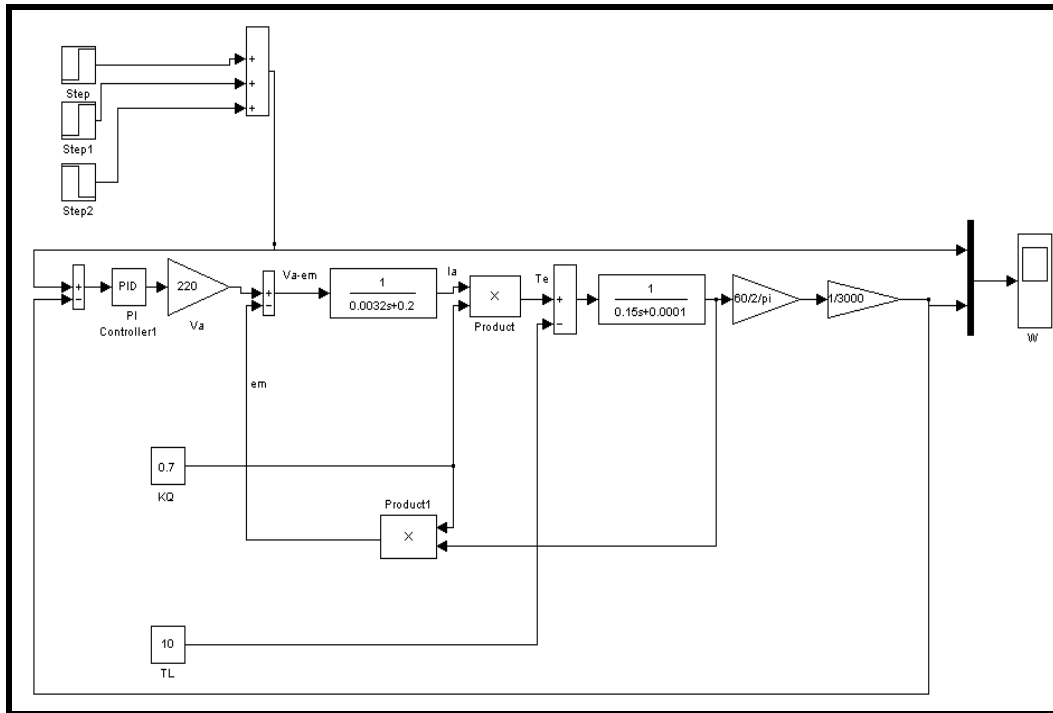 +
+
+
Step
Step1
Step2
+
−
PID
PI
Controller1
220
Va
+
−
Va-em
1
0.0032s+0.2
Ia
×
Product
Te
+
−
1
0.15s+0.0001
60/2/pi
1/3000
W
em
0.7
KQ
Product1
×
10
TL